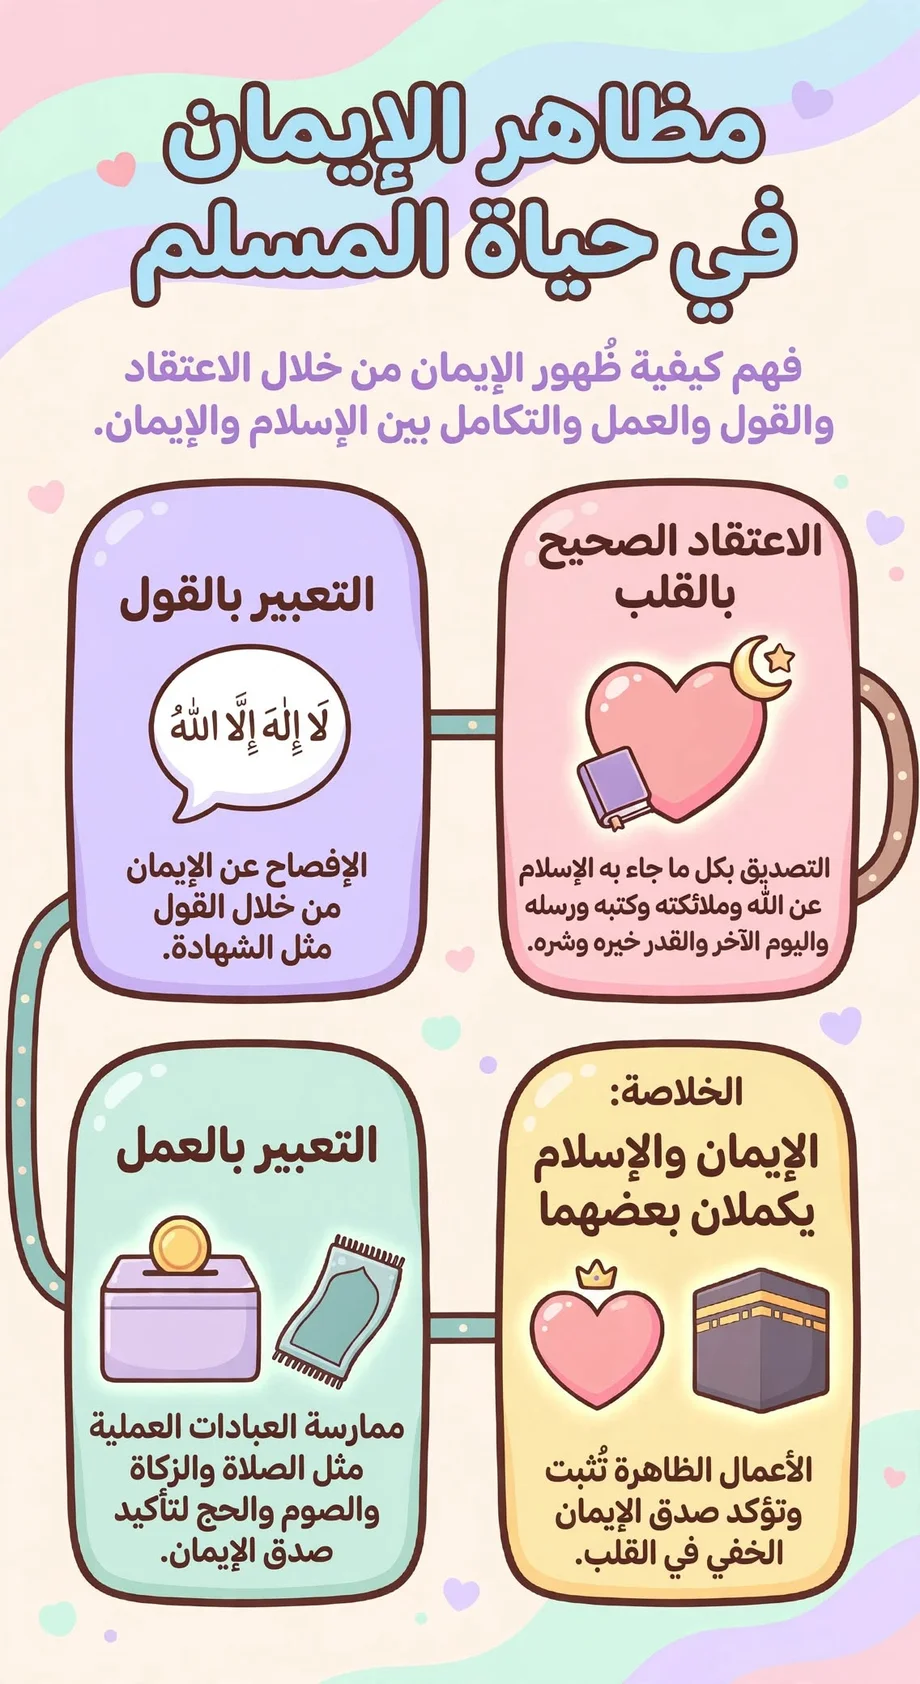 مظاهر الإيمان
في حياة المسلم
فهم كيفية ظُهور الإيمان من خلال الاعتقاد
والقول والعمل والتكامل بين الإسلام والإيمان.
الاعتقاد الصحيح
بالقلب
التصديق بكل ما جاء به الإسلام
عن الله وملائكته وكتبه ورسله
واليوم الآخر والقدر خيره وشره.
التعبير بالقول
لَا إِلٰهَ إِلَّا اللهُ
الإفصاح عن الإيمان
من خلال القول
مثل الشهادة.
التعبير بالعمل
ممارسة العبادات العملية
مثل الصلاة والزكاة
والصوم والحج لتأكيد
صدق الإيمان.
الخلاصة:
الإيمان والإسلام
يكملان بعضهما
الأعمال الظاهرة تُثبت
وتؤكد صدق الإيمان
الخفي في القلب.